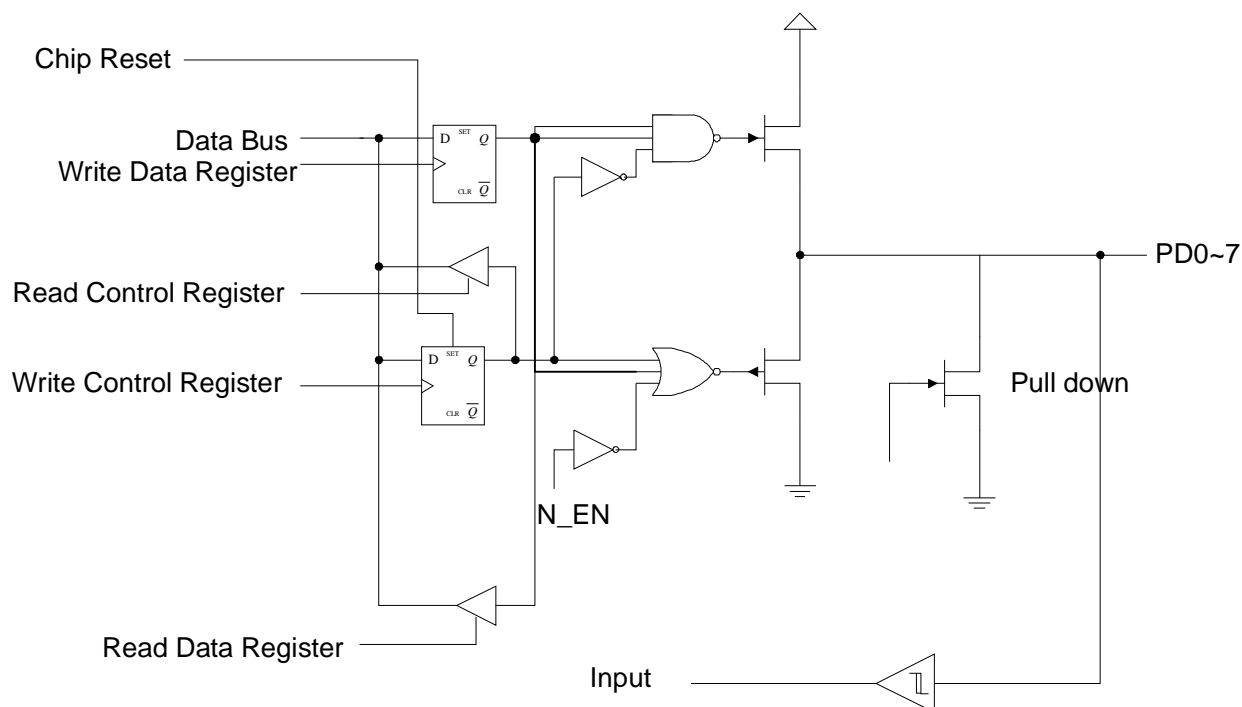 Chip Reset
Data Bus
Write Data Register
D SET Q
CLR Q
Read Control Register
Write Control Register
D SET Q
CLR Q
N_EN
Read Data Register
Input
PD0~7
Pull down